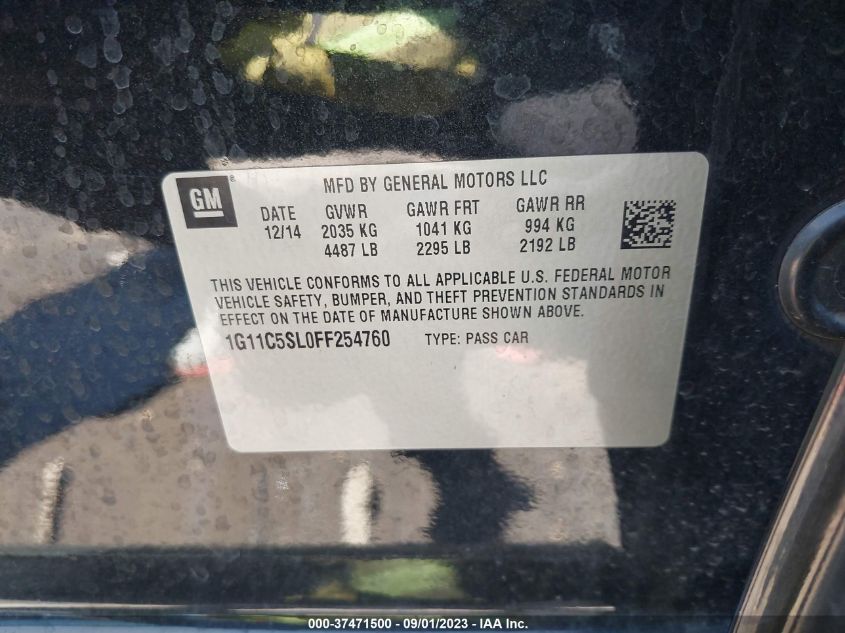 GM
®
MFD BY GENERAL MOTORS LLC
DATE GVWR GAWR FRT GAWR RR
12/14 2035 KG 1041 KG 994 KG
4487 LB 2295 LB 2192 LB
THIS VEHICLE CONFORMS TO ALL APPLICABLE U.S. FEDERAL MOTOR
VEHICLE SAFETY, BUMPER, AND THEFT PREVENTION STANDARDS IN
EFFECT ON THE DATE OF MANUFACTURE SHOWN ABOVE.
1G11C5SL0FF254760 TYPE: PASS CAR
000-37471500 - 09/01/2023 - IAA Inc.